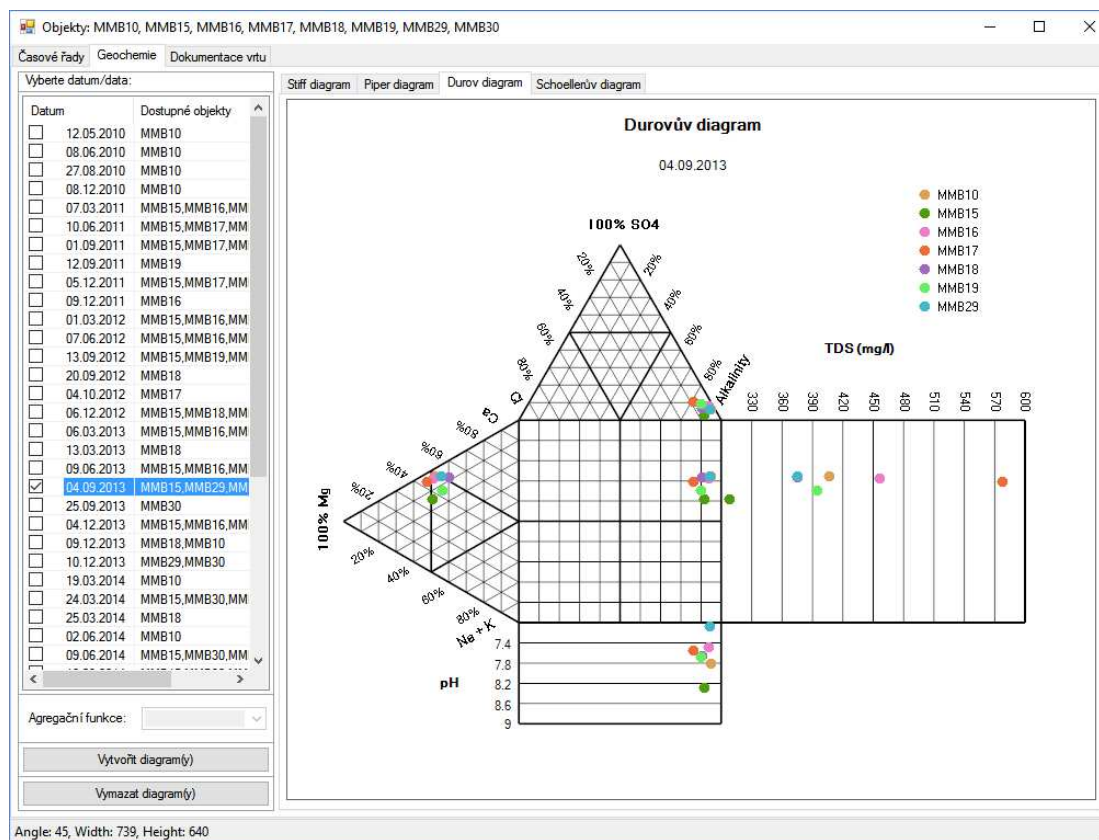 Objekty: MMB10, MMB15, MMB16, MMB17, MMB18, MMB19, MMB29, MMB30
Časové řady Geochemie Dokumentace vrtu
Vyberte datum/data:
Datum Dostupné objekty
12.05.2010 MMB10
08.06.2010 MMB10
27.08.2010 MMB10
08.12.2010 MMB10
07.03.2011 MMB15,MMB16,MM
10.06.2011 MMB15,MMB17,MM
01.09.2011 MMB15,MMB17,MM
12.09.2011 MMB19
05.12.2011 MMB15,MMB17,MM
09.12.2011 MMB16
01.03.2012 MMB15,MMB16,MM
07.06.2012 MMB15,MMB16,MM
13.09.2012 MMB15,MMB19,MM
20.09.2012 MMB18
04.10.2012 MMB17
06.12.2012 MMB15,MMB18,MM
06.03.2013 MMB15,MMB16,MM
13.03.2013 MMB18
09.06.2013 MMB15,MMB16,MM
04.09.2013 MMB15,MMB29,MM
25.09.2013 MMB30
04.12.2013 MMB15,MMB16,MM
09.12.2013 MMB18,MMB10
10.12.2013 MMB29,MMB30
19.03.2014 MMB10
24.03.2014 MMB15,MMB30,MM
25.03.2014 MMB18
02.06.2014 MMB10
09.06.2014 MMB15,MMB30,MM
Agregační funkce:
Vytvořit diagram(y)
Vymazat diagram(y)
Angle: 45, Width: 739, Height: 640
Stiff diagram Piper diagram Durov diagram Schoellerův diagram
Durovův diagram
04.09.2013
MMB10
MMB15
MMB16
MMB17
MMB18
MMB19
MMB29
100% SO4
20% 20%
40% 40%
60% 60%
80% 80%
Cl Alkalinity
TDS (mg/l)
330 360 390 420 450 480 510 540 570 600
Ca
80%
60%
40%
20%
100% Mg
20%
40%
60%
80%
Na + K
pH
7.4
7.8
8.2
8.6
9